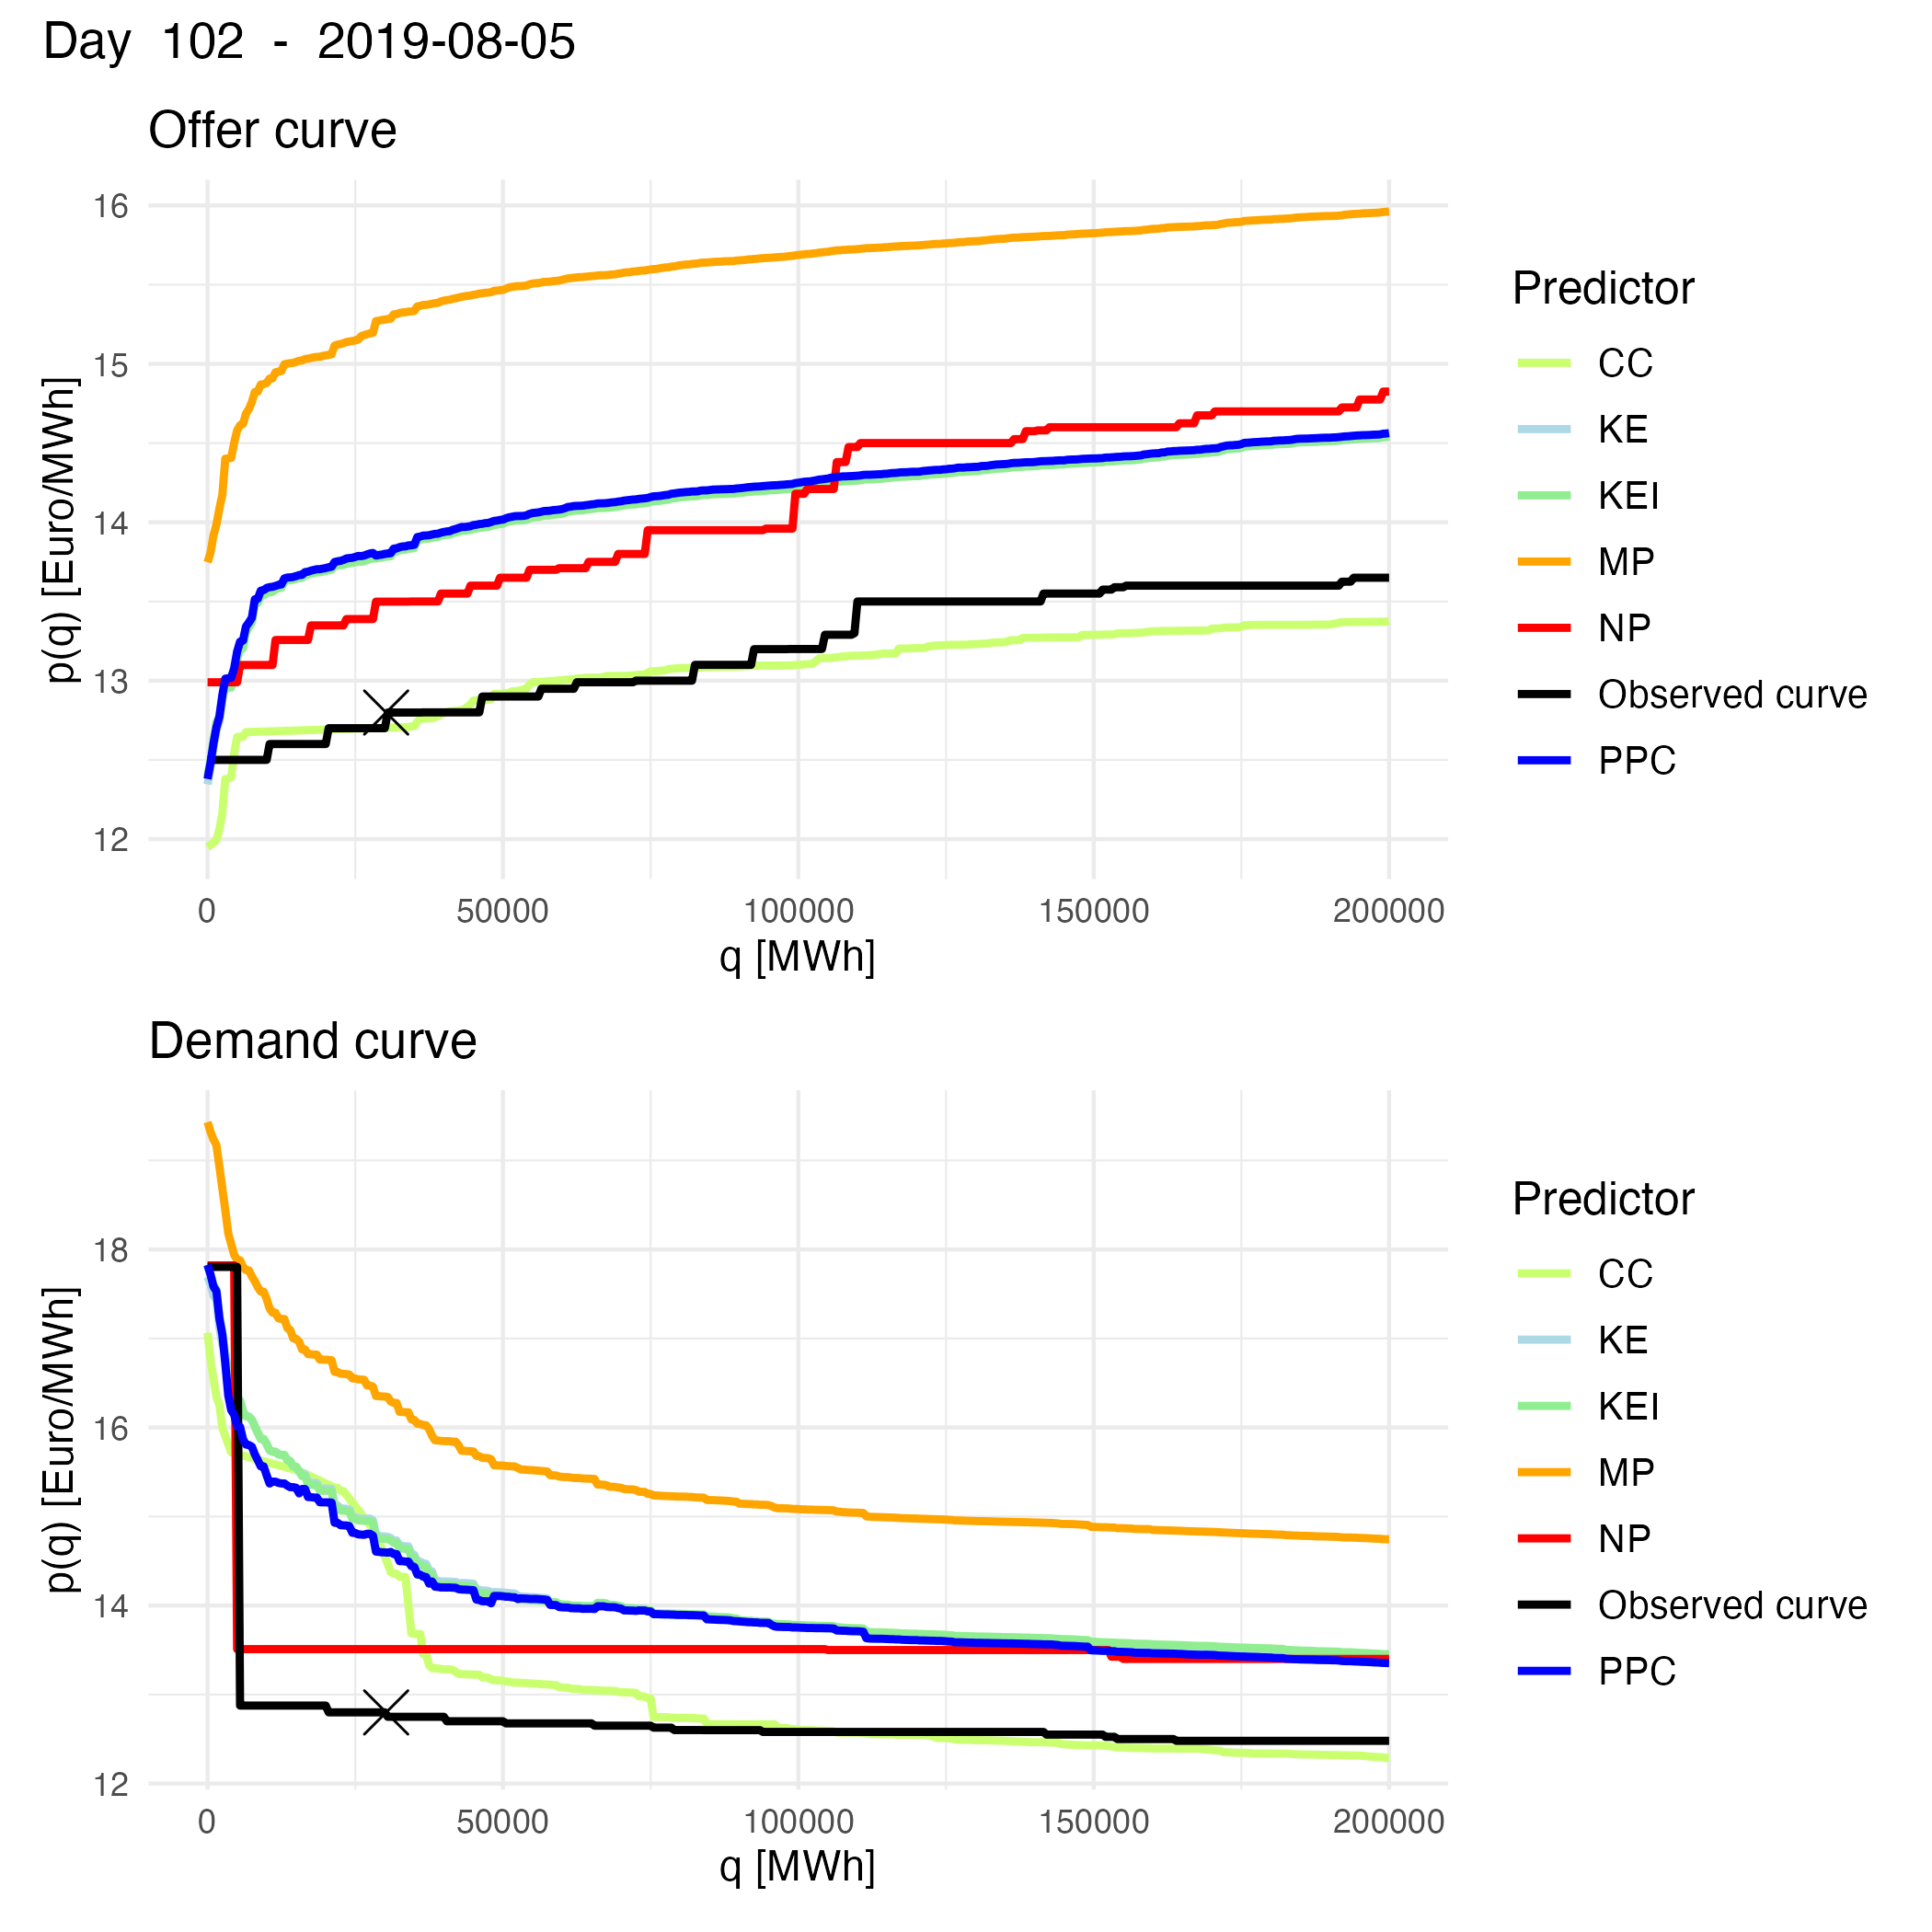 Day 102 - 2019-08-05
Offer curve
p(q) [Euro/MWh]
16
15
14
13
12
0 50000 100000 150000 200000
q [MWh]
Predictor
CC
KE
KEI
MP
NP
Observed curve
PPC
Demand curve
p(q) [Euro/MWh]
18
16
14
12
0 50000 100000 150000 200000
q [MWh]
Predictor
CC
KE
KEI
MP
NP
Observed curve
PPC